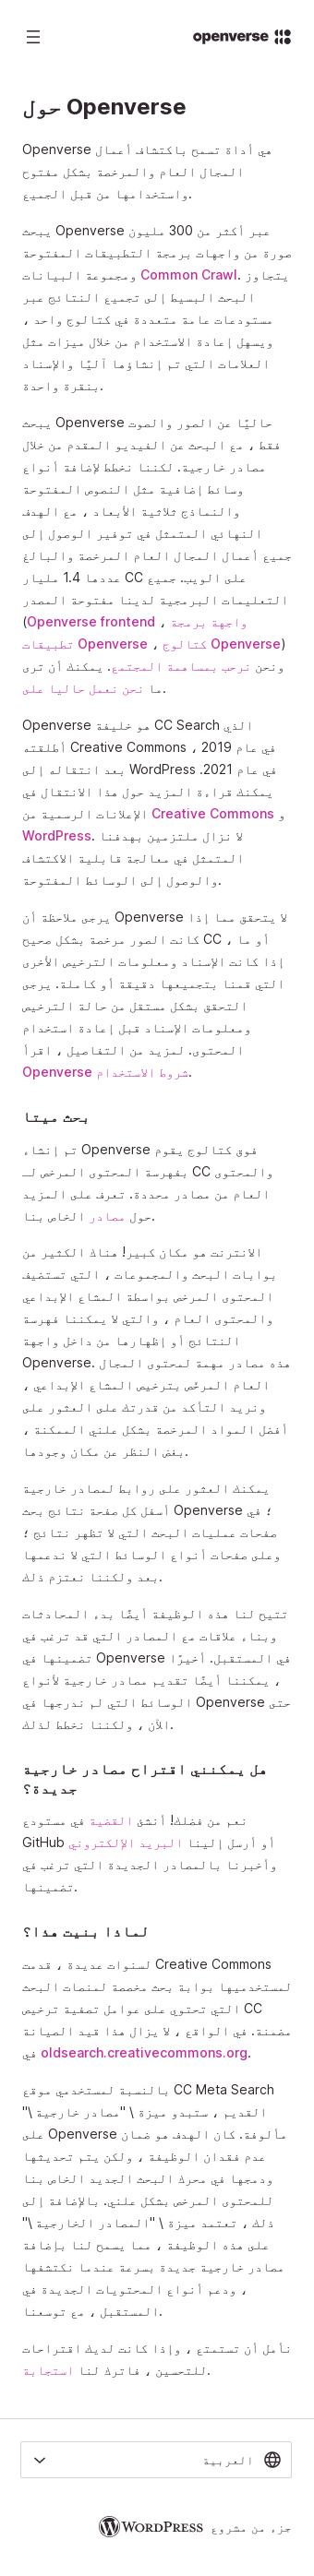 openverse
حول Openverse
Openverse هي أداة تسمح باكتشاف أعمال
المجال العام والمرخصة بشكل مفتوح
واستخدامها من قبل الجميع.
يبحث Openverse عبر أكثر من 300 مليون
صورة من واجهات برمجة التطبيقات المفتوحة
ومجموعة البيانات Common Crawl. يتجاوز
البحث البسيط إلى تجميع النتائج عبر
مستودعات عامة متعددة في كتالوج واحد ،
ويسهل إعادة الاستخدام من خلال ميزات مثل
العلامات التي تم إنشاؤها آليًا والإسناد
بنقرة واحدة.
يبحث Openverse حاليًا عن الصور والصوت
فقط ، مع البحث عن الفيديو المقدم من خلال
مصادر خارجية. لكننا نخطط لإضافة أنواع
وسائط إضافية مثل النصوص المفتوحة
والنماذج ثلاثية الأبعاد ، مع الهدف
النهائي المتمثل في توفير الوصول إلى
جميع أعمال المجال العام المرخصة والبالغ
عددها 1.4 مليار CC على الويب. جميع
التعليمات البرمجية لدينا مفتوحة المصدر
(Openverse frontend ، واجهة برمجة
تطبيقات Openverse ، كتالوج Openverse)
ونحن نرحب بمساهمة المجتمع. يمكنك أن ترى
ما نحن نعمل حاليا على.
Openverse هو خليفة CC Search الذي
أطلقته Creative Commons في عام 2019 ،
بعد انتقاله إلى WordPress في عام 2021.
يمكنك قراءة المزيد حول هذا الانتقال في
الإعلانات الرسمية من Creative Commons و
WordPress. لا نزال ملتزمين بهدفنا
المتمثل في معالجة قابلية الاكتشاف
والوصول إلى الوسائط المفتوحة.
يرجى ملاحظة أن Openverse لا يتحقق مما إذا
كانت الصور مرخصة بشكل صحيح CC ، أو ما
إذا كانت الإسناد ومعلومات الترخيص الأخرى
التي قمنا بتجميعها دقيقة أو كاملة. يرجى
التحقق بشكل مستقل من حالة الترخيص
ومعلومات الإسناد قبل إعادة استخدام
المحتوى. لمزيد من التفاصيل ، اقرأ
شروط الاستخدام Openverse.
بحث ميتا
تم إنشاء Openverse فوق كتالوج يقوم
بفهرسة المحتوى المرخص لـ CC والمحتوى
العام من مصادر محددة. تعرف على المزيد
حول مصادر الخاص بنا.
الانترنت هو مكان كبير! هناك الكثير من
بوابات البحث والمجموعات ، التي تستضيف
المحتوى المرخص بواسطة المشاع الإبداعي
والمحتوى العام ، والتي لا يمكننا فهرسة
النتائج أو إظهارها من داخل واجهة
Openverse. هذه مصادر مهمة لمحتوى المجال
العام المرخّص بترخيص المشاع الإبداعي ،
ونريد التأكد من قدرتك على العثور على
أفضل المواد المرخصة بشكل علني الممكنة ،
بغض النظر عن مكان وجودها.
يمكنك العثور على روابط لمصادر خارجية
أسفل كل صفحة نتائج بحث Openverse ؛ في
صفحات عمليات البحث التي لا تظهر نتائج ؛
وعلى صفحات أنواع الوسائط التي لا ندعمها
بعد ولكننا نعتزم ذلك.
تتيح لنا هذه الوظيفة أيضًا بدء المحادثات
وبناء علاقات مع المصادر التي قد ترغب في
تضمينها في Openverse في المستقبل. أخيرًا
، يمكننا أيضًا تقديم مصادر خارجية لأنواع
الوسائط التي لم ندرجها في Openverse حتى
الآن ، ولكننا نخطط لذلك.
هل يمكنني اقتراح مصادر خارجية
جديدة؟
نعم من فضلك! أنشئ القضية في مستودع
GitHub أو أرسل إلينا البريد الإلكتروني
وأخبرنا بالمصادر الجديدة التي ترغب في
تضمينها.
لماذا بنيت هذا؟
لسنوات عديدة ، قدمت Creative Commons
لمستخدميها بوابة بحث مخصصة لمنصات البحث
التي تحتوي على عوامل تصفية ترخيص CC
مضمنة. في الواقع ، لا يزال هذا قيد الصيانة
في oldsearch.creativecommons.org.
بالنسبة لمستخدمي موقع CC Meta Search
القديم ، ستبدو ميزة \ "مصادر خارجية \"
مألوفة. كان الهدف هو ضمان Openverse على
عدم فقدان الوظيفة ، ولكن يتم تحديثها
ودمجها في محرك البحث الجديد الخاص بنا
للمحتوى المرخص بشكل علني. بالإضافة إلى
ذلك ، تعتمد ميزة \ "المصادر الخارجية \"
على هذه الوظيفة ، مما يسمح لنا بإضافة
مصادر خارجية جديدة بسرعة عندما نكتشفها
، ودعم أنواع المحتويات الجديدة في
المستقبل ، مع توسعنا.
نأمل أن تستمتع ، وإذا كانت لديك اقتراحات
للتحسين ، فاترك لنا استجابة.
العربية
جزء من مشروع WORDPRESS